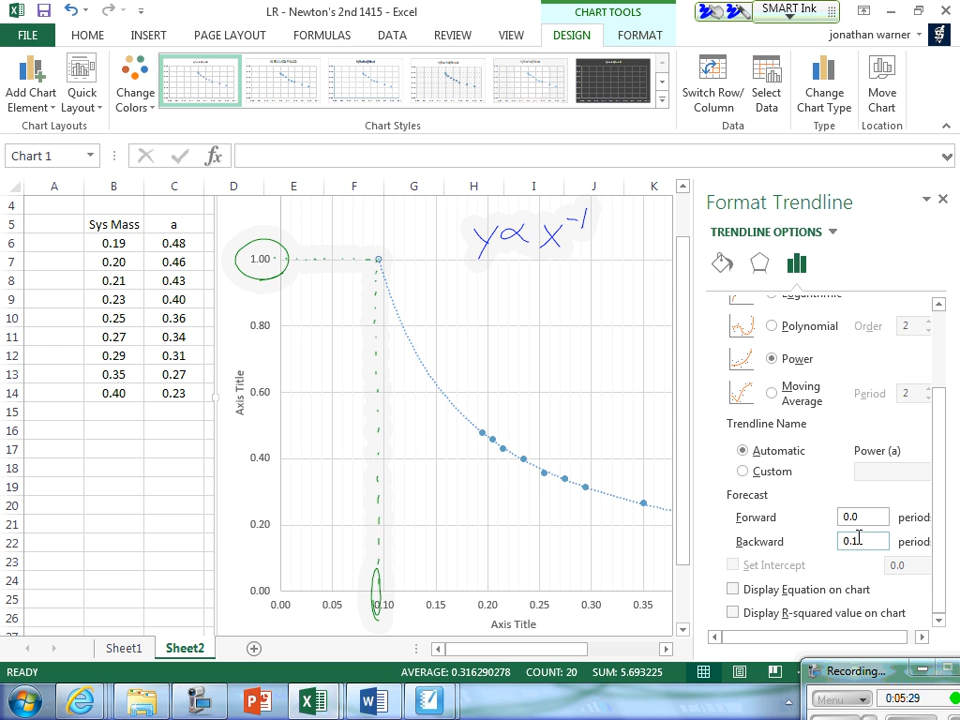 LR - Newton's 2nd 1415 - Excel
CHART TOOLS
SMART Ink
FILE HOME INSERT PAGE LAYOUT FORMULAS DATA REVIEW VIEW DESIGN FORMAT
jonathan warner
Add Chart Element
Quick Layout
Change Colors
Switch Row/ Column
Select Data
Change Chart Type
Move Chart
Chart Layouts
Chart Styles
Data
Type
Location
Chart 1
fx
A B C D E F G H I J K
4
5 Sys Mass a
6 0.19 0.48
7 0.20 0.46
8 0.21 0.43
9 0.23 0.40
10 0.25 0.36
11 0.27 0.34
12 0.29 0.31
13 0.35 0.27
14 0.40 0.23
15
16
17
18
19
20
21
22
23
24
25
26
y ∝ x⁻¹
1.00
0.80
0.60
0.40
0.20
0.00
Axis Title
0.00 0.05 0.10 0.15 0.20 0.25 0.30 0.35
Axis Title
Format Trendline
TRENDLINE OPTIONS
Logarithmic
Polynomial Order 2
Power
Moving Average Period 2
Trendline Name
Automatic Power (a)
Custom
Forecast
Forward 0.0 period
Backward 0.1 period
Set Intercept 0.0
Display Equation on chart
Display R-squared value on chart
Sheet1 Sheet2
READY
AVERAGE: 0.316290278 COUNT: 20 SUM: 5.693225
Recording...
Menu 0:05:29